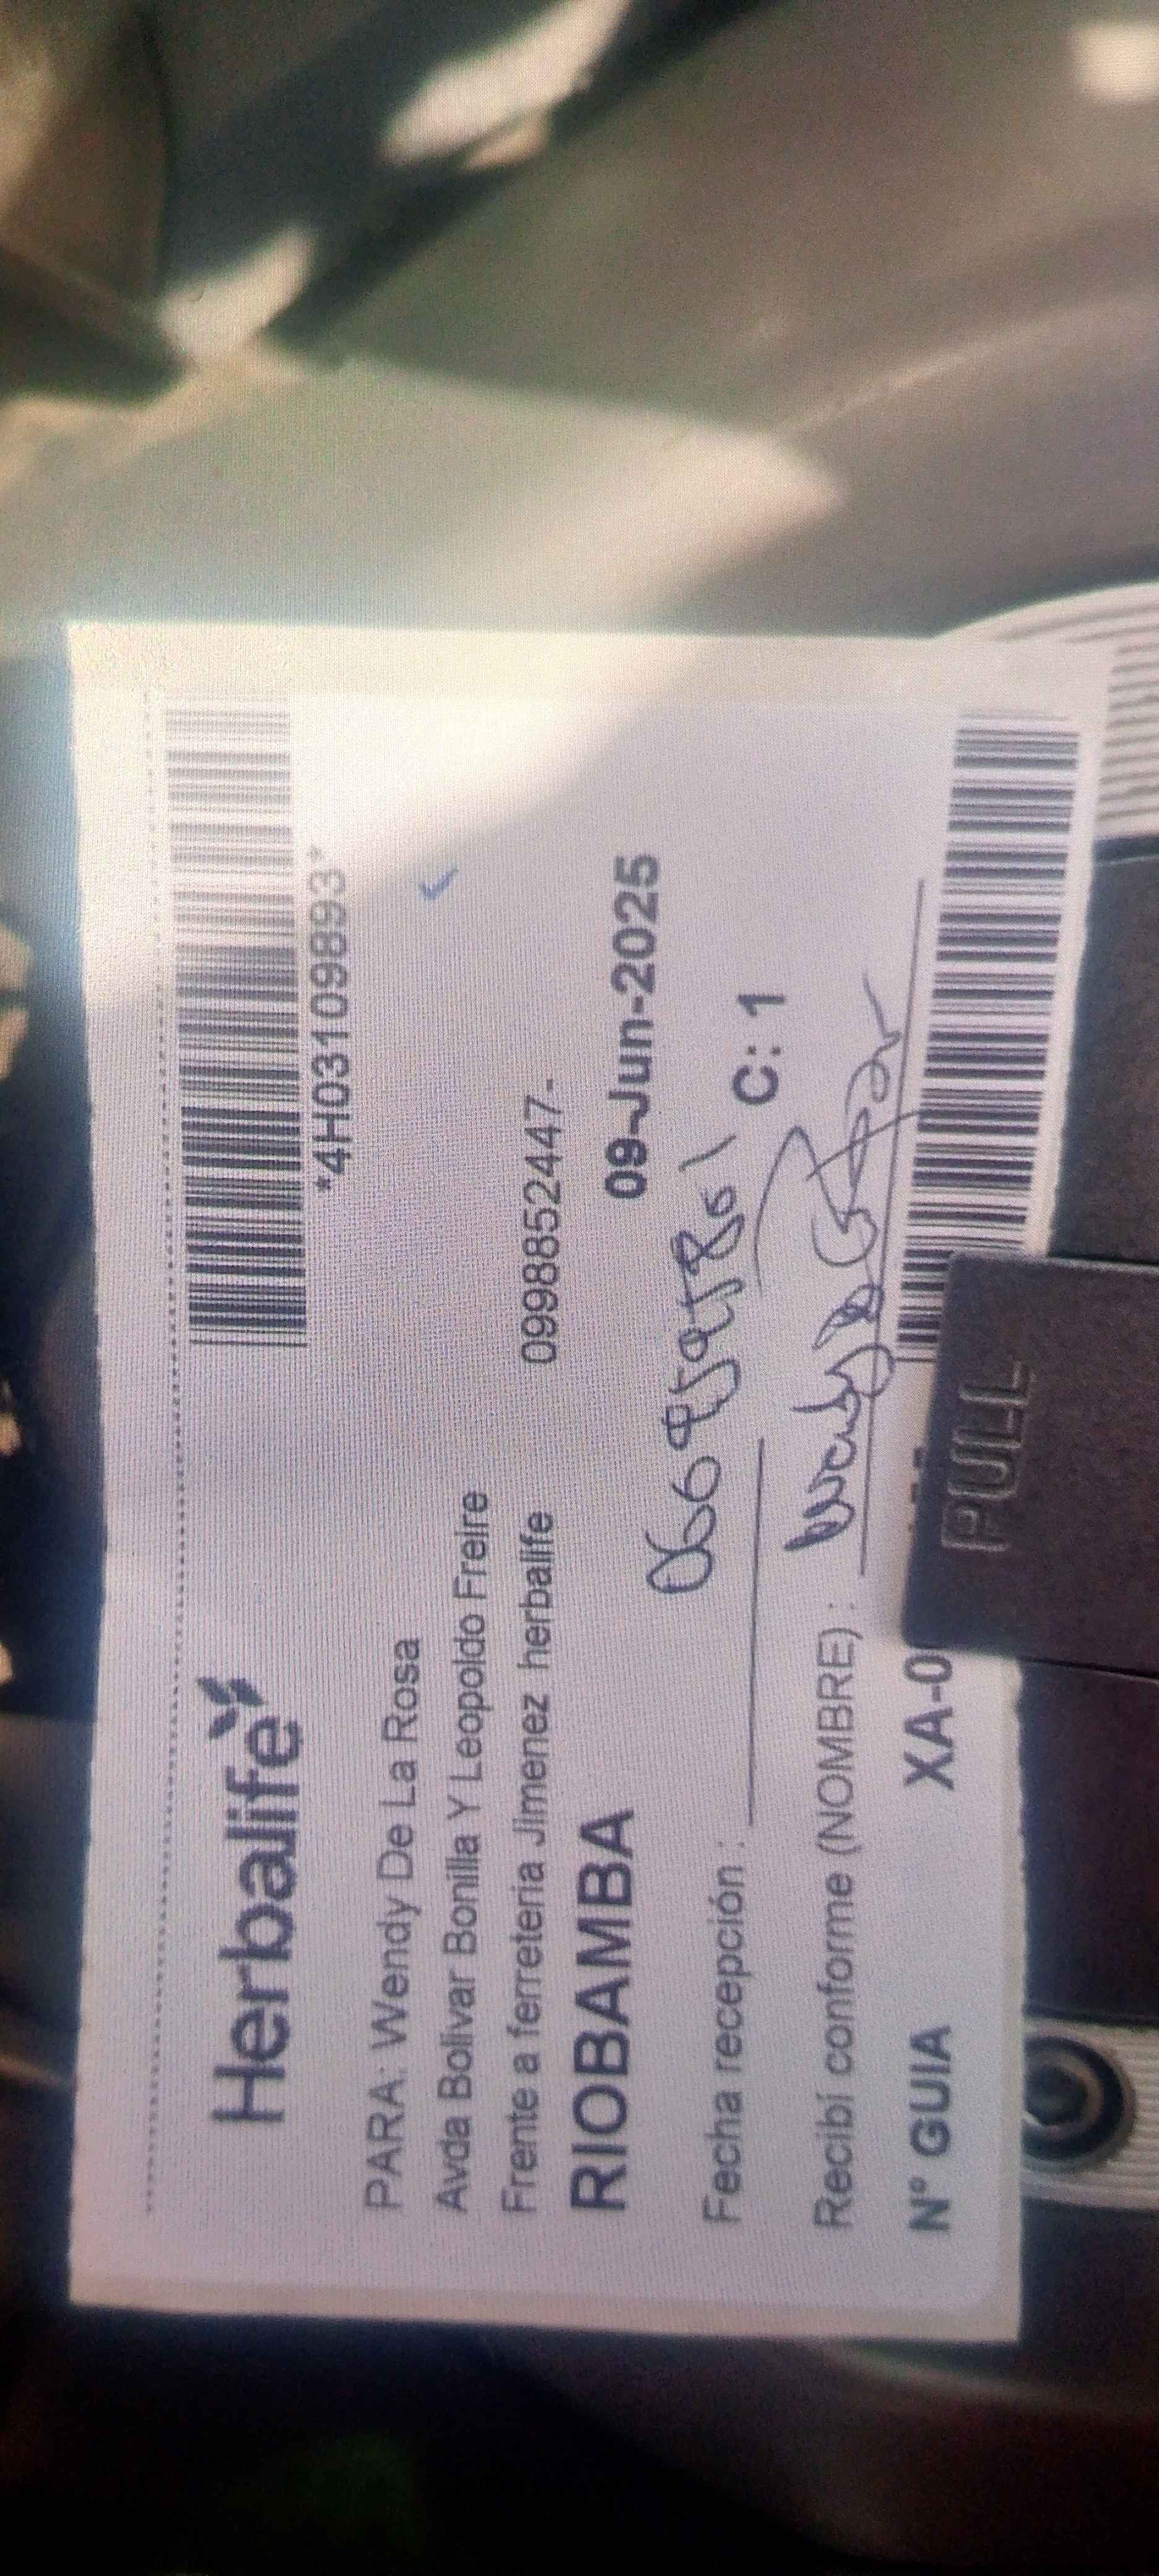 Herbalife
*4H03109893*
PARA: Wendy De La Rosa
Avda Bolivar Bonilla Y Leopoldo Freire
Frente a ferreteria Jimenez herbalife 0998852447-
RIOBAMBA 09-Jun-2025
Fecha recepción : C: 1
Recibí conforme (NOMBRE) :
N° GUIA XA-0
PULL